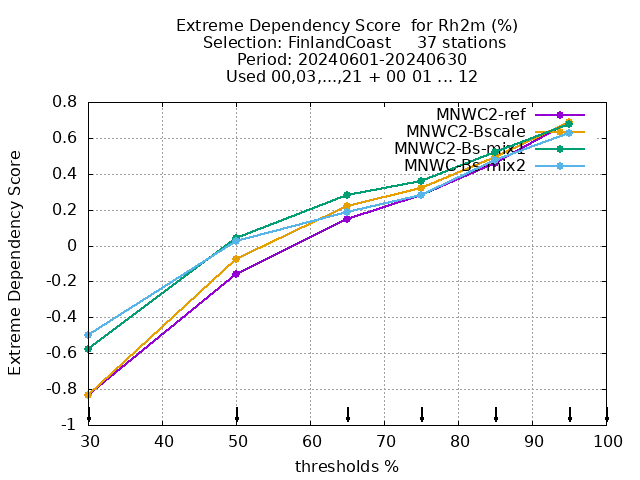 Extreme Dependency Score  for Rh2m (%)
Selection: FinlandCoast     37 stations
Period: 20240601-20240630
Used 00,03,...,21 + 00 01 ... 12
MNWC2-ref
MNWC2-Bscale
MNWC2-Bs-mix1
MNWC-Bs-mix2
Extreme Dependency Score
0.8
0.6
0.4
0.2
0
-0.2
-0.4
-0.6
-0.8
-1
30 40 50 60 70 80 90 100
thresholds %